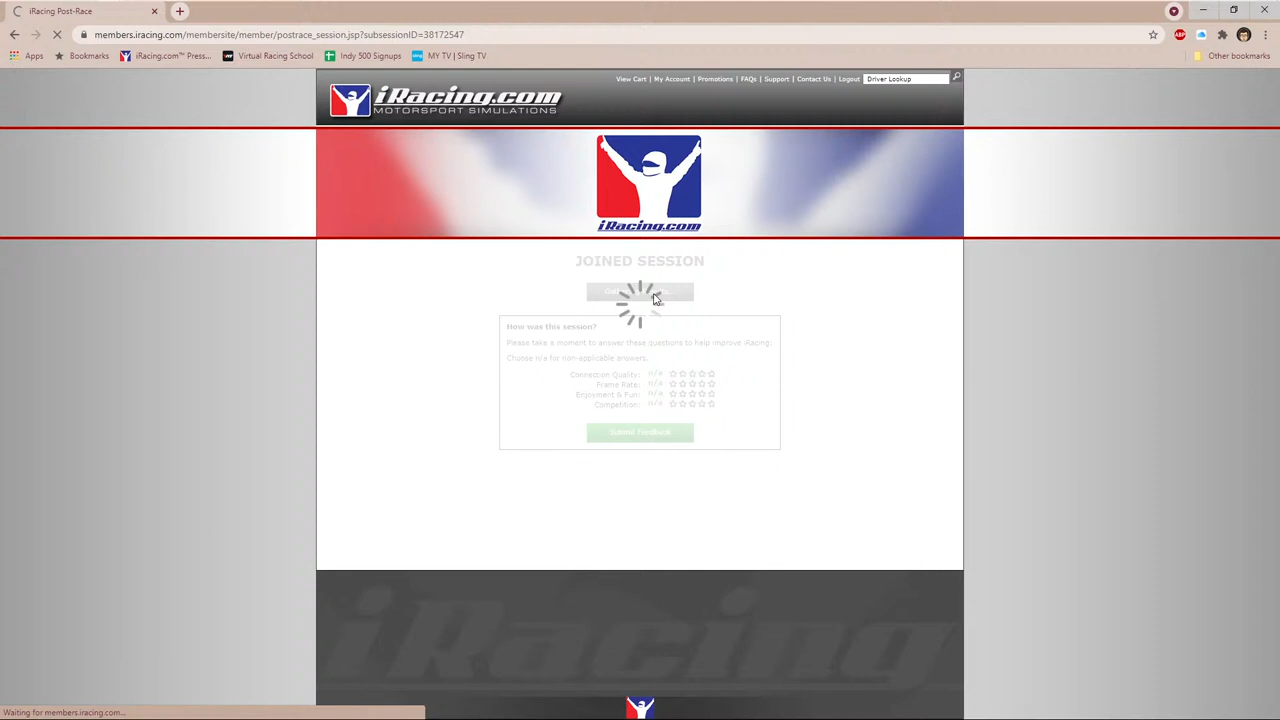 iRacing Post-Race
members.iracing.com/membersite/member/postrace_session.jsp?subsessionID=38172547
Apps Bookmarks iRacing.com™ Press... Virtual Racing School Indy 500 Signups MY TV | Sling TV Other bookmarks
View Cart | My Account | Promotions | FAQs | Support | Contact Us | Logout Driver Lookup
iRacing.com
MOTORSPORT SIMULATIONS
iRacing.com
JOINED SESSION
How was this session?
Please take a moment to answer these questions to help improve iRacing:
Choose n/a for non-applicable answers.
Connection Quality: n/a
Frame Rate: n/a
Enjoyment & Fun: n/a
Competition: n/a
Submit Feedback
iRacing
Waiting for members.iracing.com...